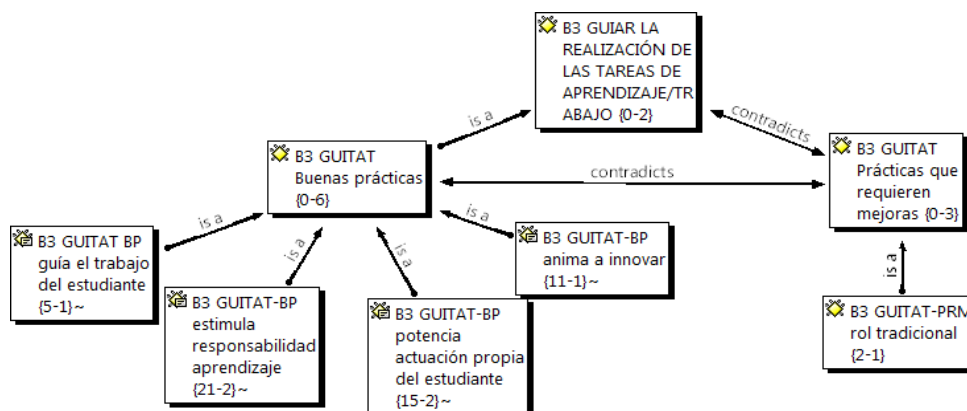 B3 GUIAR LA
REALIZACIÓN DE
LAS TAREAS DE
APRENDIZAJE/TR
ABAJO {0-2}
is a
contradicts
B3 GUITAT
Buenas prácticas
{0-6}
contradicts
B3 GUITAT
Prácticas que
requieren
mejoras {0-3}
is a
is a
is a
is a
is a
B3 GUITAT BP
guía el trabajo
del estudiante
{5-1}~
B3 GUITAT-BP
estimula
responsabilidad
aprendizaje
{21-2}~
B3 GUITAT-BP
potencia
actuación propia
del estudiante
{15-2}~
B3 GUITAT-BP
anima a innovar
{11-1}~
B3 GUITAT-PRM
rol tradicional
{2-1}